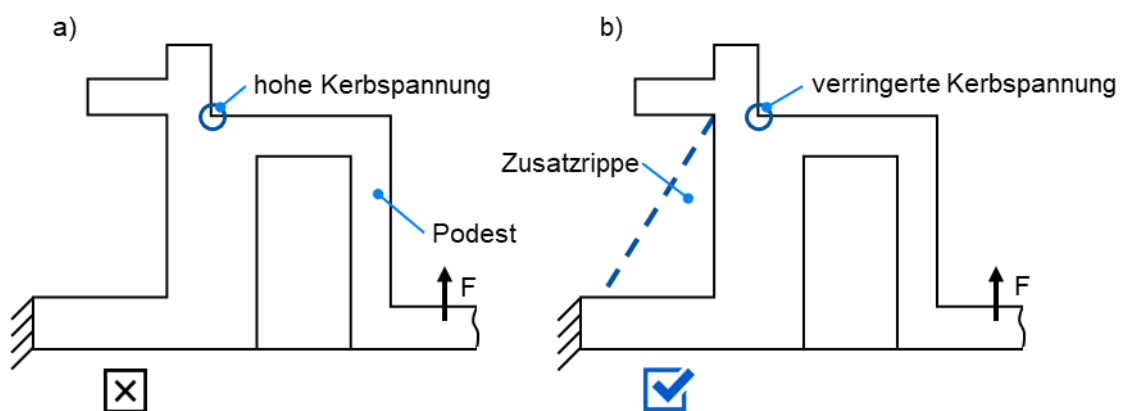 a)
hohe Kerbspannung
Podest
F
b)
verringerte Kerbspannung
Zusatzrippe
F